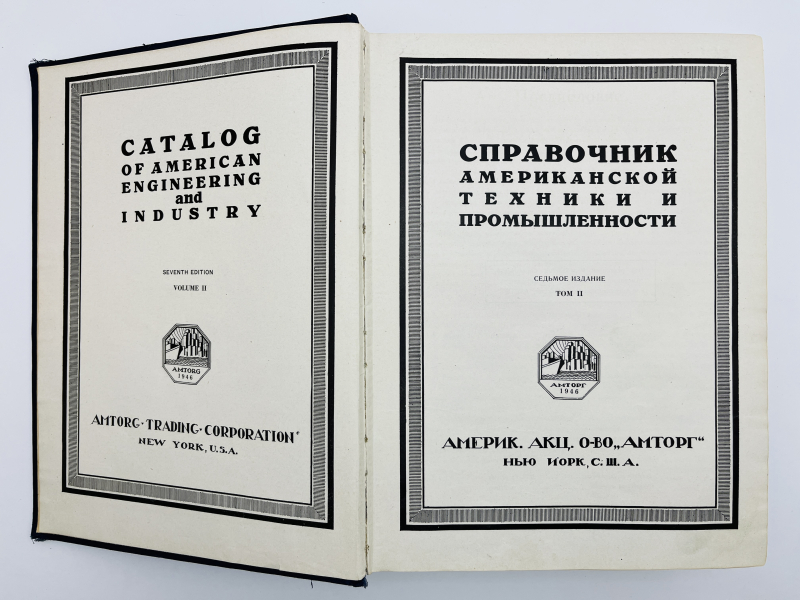 CATALOG
OF AMERICAN
ENGINEERING
and
INDUSTRY
SEVENTH EDITION
VOLUME II
AMTORG
1946
AMTORG·TRADING·CORPORATION
NEW YORK, U.S.A.
СПРАВОЧНИК
АМЕРИКАНСКОЙ
ТЕХНИКИ И
ПРОМЫШЛЕННОСТИ
СЕДЬМОЕ ИЗДАНИЕ
ТОМ II
АМТОРГ
1946
АМЕРИК. АКЦ. О-ВО „АМТОРГ“
НЬЮ ЙОРК, С.Ш.А.